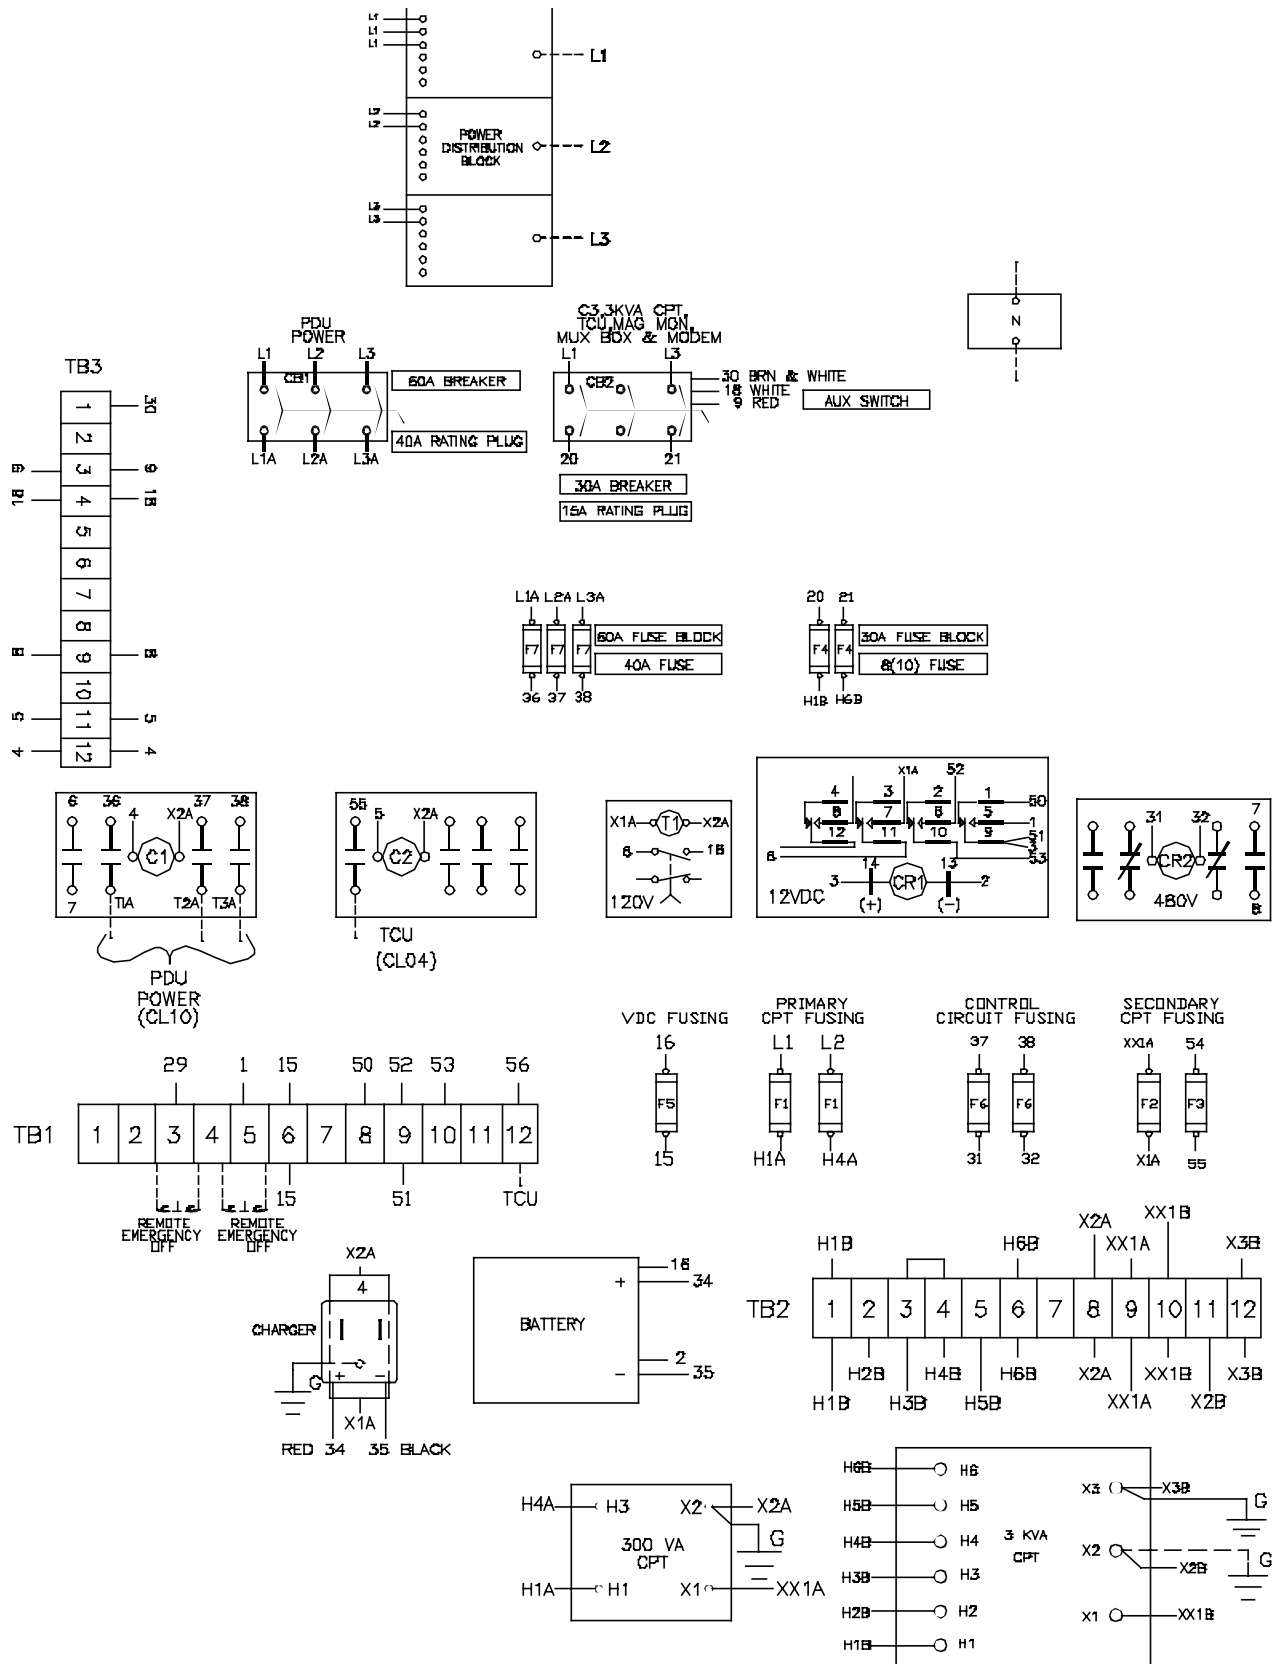 L1
L1
L1
L1
L2
L2
POWER
DISTRIBUTION
BLOCK
L2
L3
L3
L3
N
PDU
POWER
L1 L2 L3
CB1
60A BREAKER
40A RATING PLUG
L1A L2A L3A
C3,3KVA CPT,
TCU,MAG MON,
MUX BOX & MODEM
L1 L3
CB2
30 BRN & WHITE
18 WHITE
9 RED
AUX SWITCH
20 21
30A BREAKER
15A RATING PLUG
TB3
1 30
2
9 3 9
18 4 18
5
6
7
8
9
10
5 11 5
4 12 4
L1A L2A L3A
F7 F7 F7
60A FUSE BLOCK
40A FUSE
36 37 38
20 21
F4 F4
30A FUSE BLOCK
8(10) FUSE
H1B H6B
6 36 4 X2A 37 38
C1
7 T1A T2A T3A
PDU
POWER
(CL10)
55 5 X2A
C2
TCU
(CL04)
X1A T1 X2A
120V
X1A 52
4 3 2 1 50
8 7 6 5 1
12 11 10 9 51
3
53
14 13
3 CR1 2
12VDC (+) (-)
31 32 7
CR2
480V
8
VDC FUSING
16
F5
15
PRIMARY
CPT FUSING
L1 L2
F1 F1
H1A H4A
CONTROL
CIRCUIT FUSING
37 38
F6 F6
31 32
SECONDARY
CPT FUSING
XX1A 54
F2 F3
X1A 55
29 1 15 50 52 53 56
TB1 1 2 3 4 5 6 7 8 9 10 11 12
15 51 TCU
REMOTE
EMERGENCY
OFF
REMOTE
EMERGENCY
OFF
X2A
4
CHARGER
G + -
X1A
RED 34 35 BLACK
BATTERY
+ 34
2
- 35
H1B H6B X2A XX1A XX1B X3B
TB2 1 2 3 4 5 6 7 8 9 10 11 12
H2B H4B H6B X2A XX1B X3B
H1B H3B H5B XX1A X2B
H4A H3 X2 X2A
G
300 VA
CPT
H1A H1 X1 XX1A
H6B H6
H5B H5
H4B H4
H3B H3
H2B H2
H1B H1
3 KVA
CPT
X3 X3B
G
X2 X2B
G
X1 XX1B